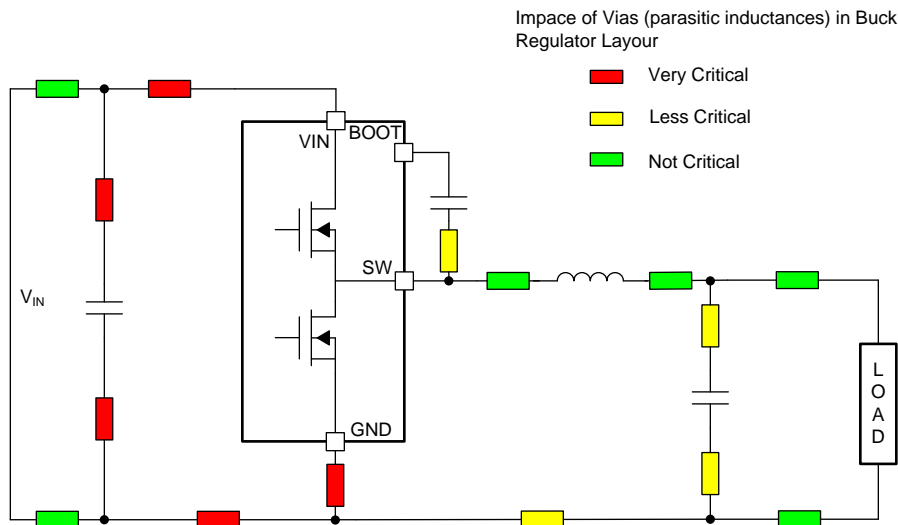 Impace of Vias (parasitic inductances) in Buck
Regulator Layour
Very Critical
Less Critical
Not Critical
VIN
BOOT
SW
GND
VIN
L
O
A
D